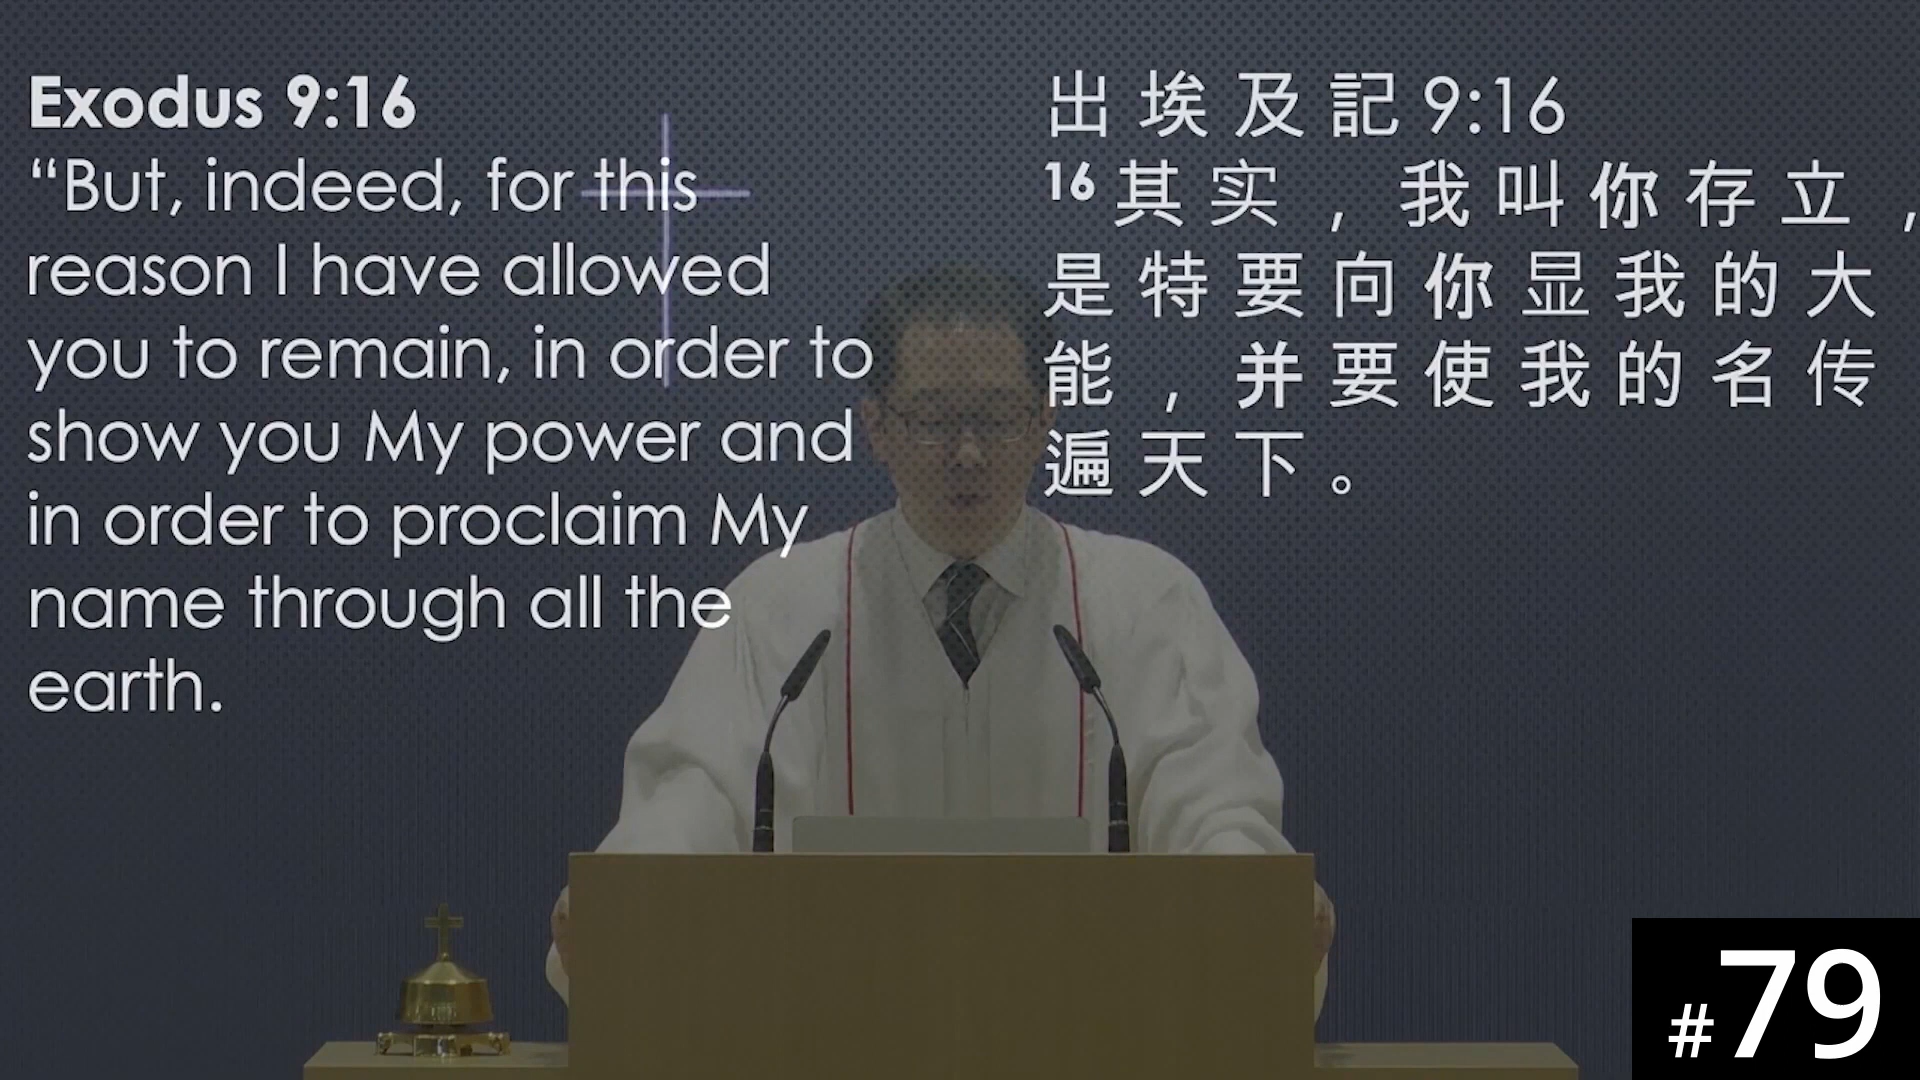 Exodus 9:16
“But, indeed, for this
reason I have allowed
you to remain, in order to
show you My power and
in order to proclaim My
name through all the
earth.
出埃及記9:16
16其实，我叫你存立，
是特要向你显我的大
能，并要使我的名传
遍天下。
#79